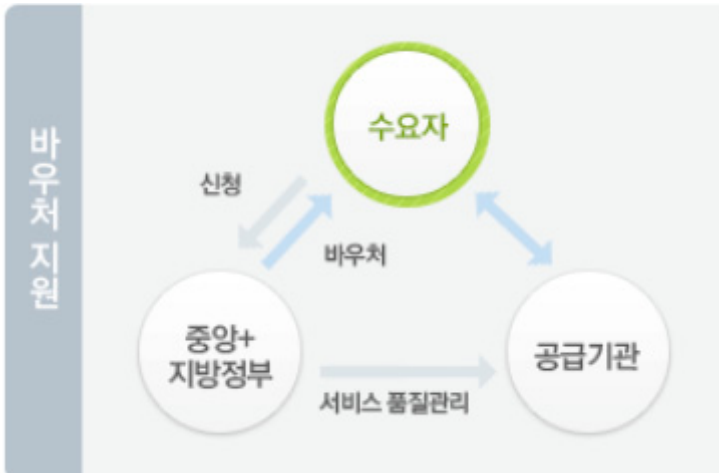 바우처 지원
수요자
신청
바우처
중앙+
지방정부
공급기관
서비스 품질관리